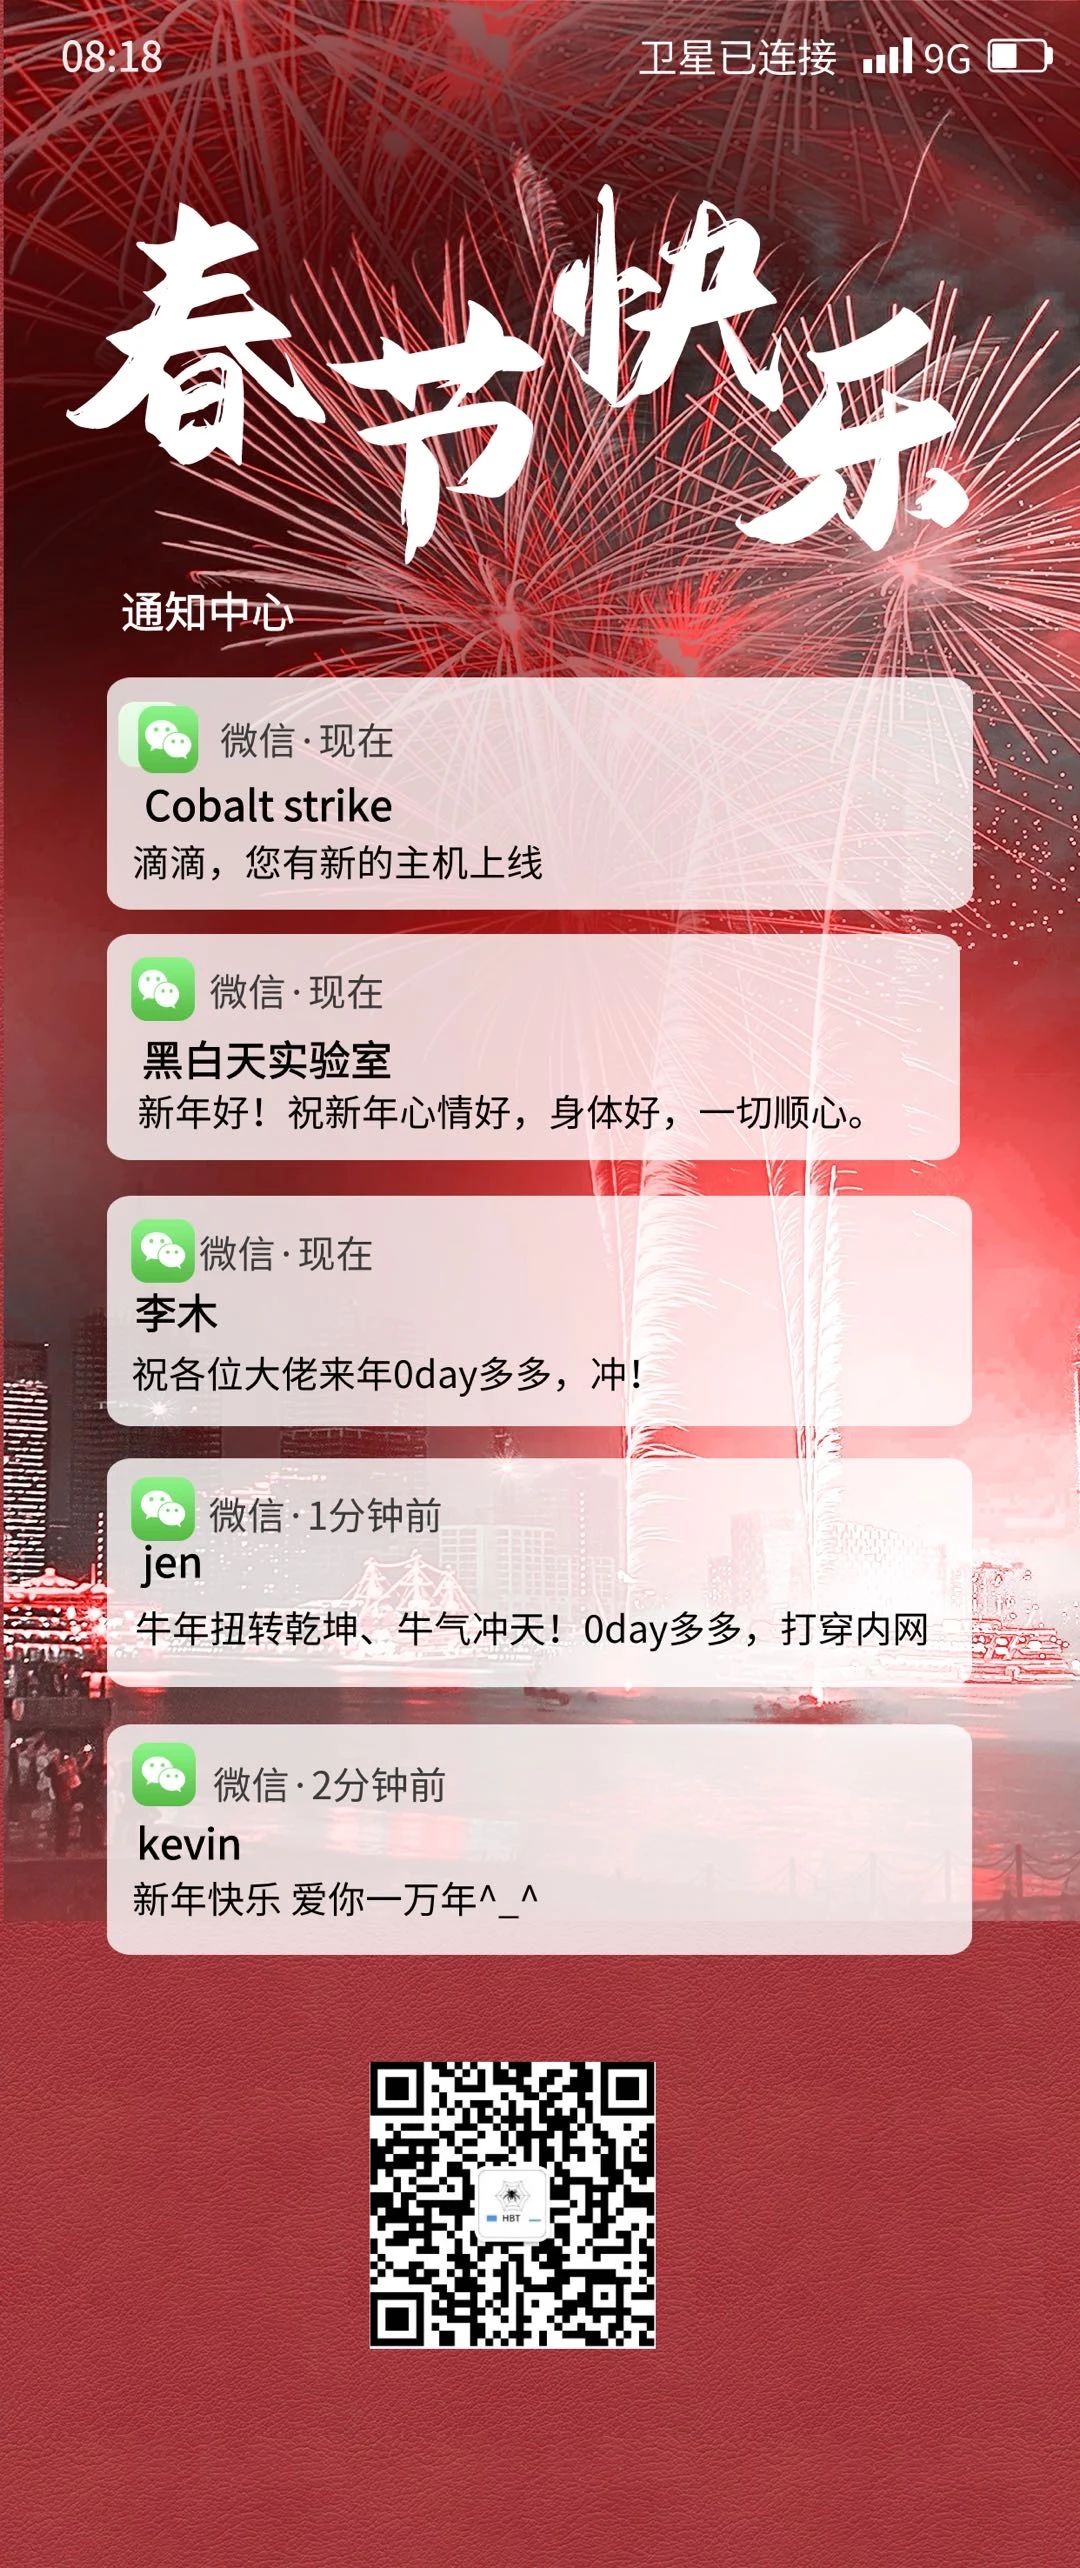 08:18 卫星已连接 9G
春节快乐
通知中心
微信·现在
Cobalt strike
滴滴，您有新的主机上线
微信·现在
黑白天实验室
新年好！祝新年心情好，身体好，一切顺心。
微信·现在
李木
祝各位大佬来年0day多多，冲！
微信·1分钟前
jen
牛年扭转乾坤、牛气冲天！0day多多，打穿内网
微信·2分钟前
kevin
新年快乐 爱你一万年^_^
HBT